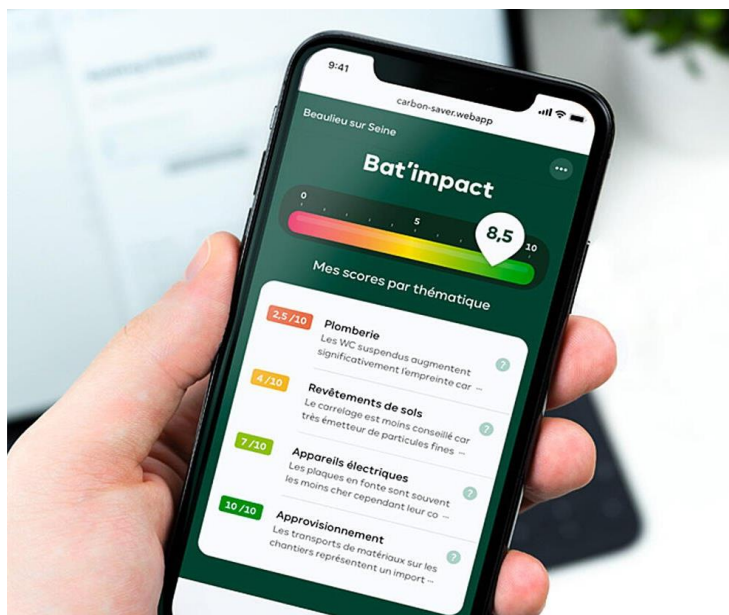 9:41
carbon-saver.webapp
Beaulieu sur Seine
Bat'impact
0
5
8,5
10
Mes scores par thématique
2,5 /10
Plomberie
Les WC suspendus augmentent
significativement l'empreinte car ...
4 /10
Revêtements de sols
Le carrelage est moins conseillé car
très émetteur de particules fines ...
7 /10
Appareils électriques
Les plaques en fonte sont souvent
les moins cher cependant leur co ...
10 /10
Approvisionnement
Les transports de matériaux sur les
chantiers représentent un import ...